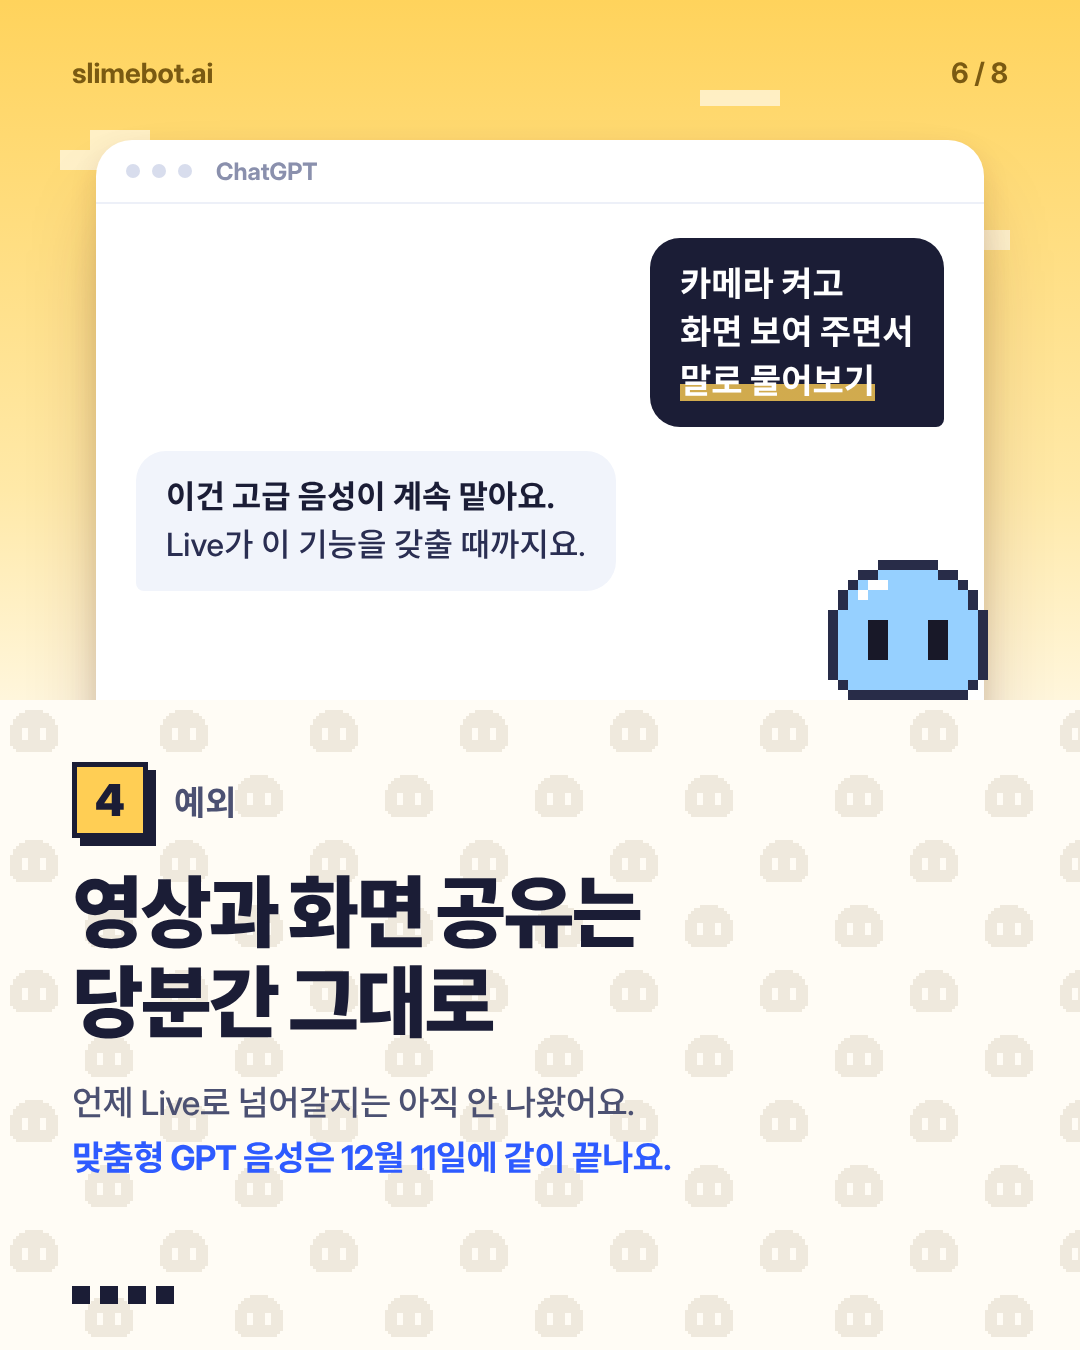 slimebot.ai
6 / 8
ChatGPT
카메라 켜고
화면 보여 주면서
말로 물어보기
이건 고급 음성이 계속 맡아요.
Live가 이 기능을 갖출 때까지요.
4
예외
영상과 화면 공유는
당분간 그대로
언제 Live로 넘어갈지는 아직 안 나왔어요.
맞춤형 GPT 음성은 12월 11일에 같이 끝나요.